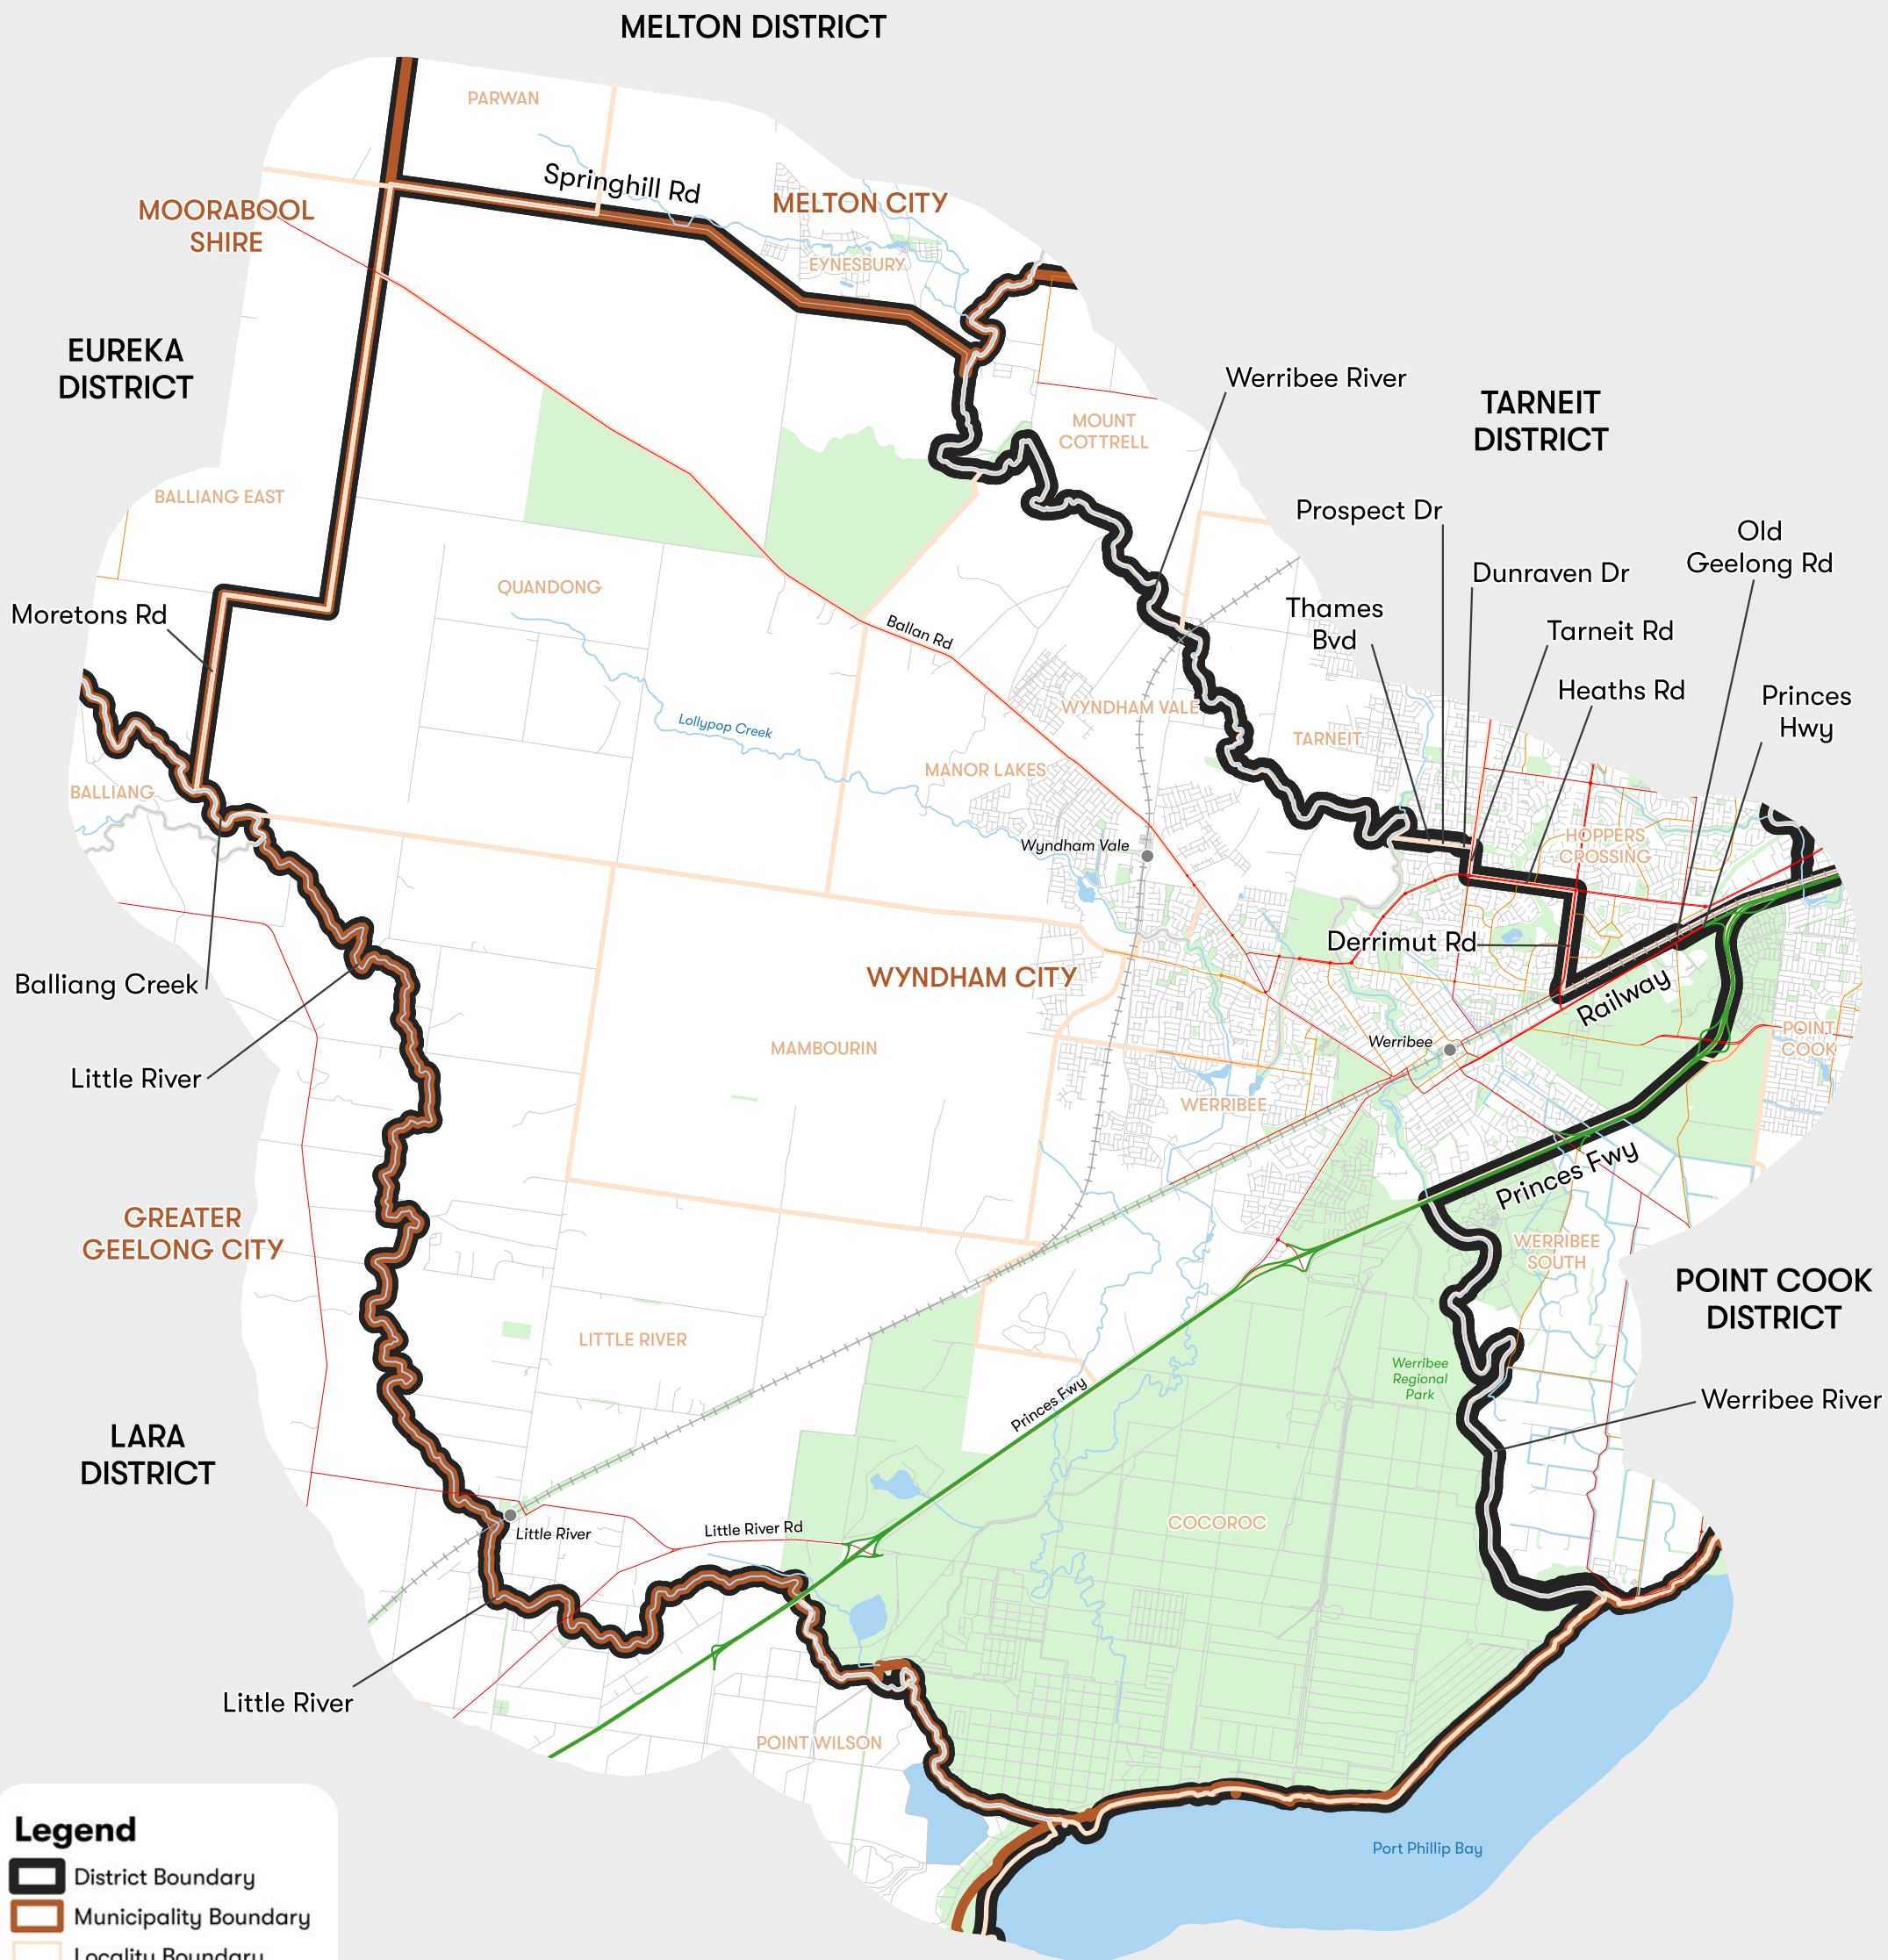 MELTON DISTRICT
PARWAN
Springhill Rd
MOORABOOL
SHIRE
MELTON CITY
EYNESBURY
EUREKA
DISTRICT
Werribee River
TARNEIT
DISTRICT
MOUNT
COTTRELL
BALLIANG EAST
Prospect Dr
Old
Geelong Rd
Dunraven Dr
QUANDONG
Moretons Rd
Thames
Bvd
Tarneit Rd
Ballan Rd
Heaths Rd
Princes
Hwy
WYNDHAM VALE
Lollypop Creek
TARNEIT
MANOR LAKES
BALLIANG
Wyndham Vale
HOPPERS
CROSSING
Derrimut Rd
WYNDHAM CITY
Balliang Creek
Railway
MAMBOURIN
Werribee
POINT
COOK
Little River
WERRIBEE
Princes Fwy
GREATER
GEELONG CITY
WERRIBEE
SOUTH
POINT COOK
DISTRICT
LITTLE RIVER
Werribee
Regional
Park
Princes Fwy
Werribee River
LARA
DISTRICT
COCOROC
Little River
Little River Rd
Little River
POINT WILSON
Port Phillip Bay
Legend
District Boundary
Municipality Boundary
Locality Boundary